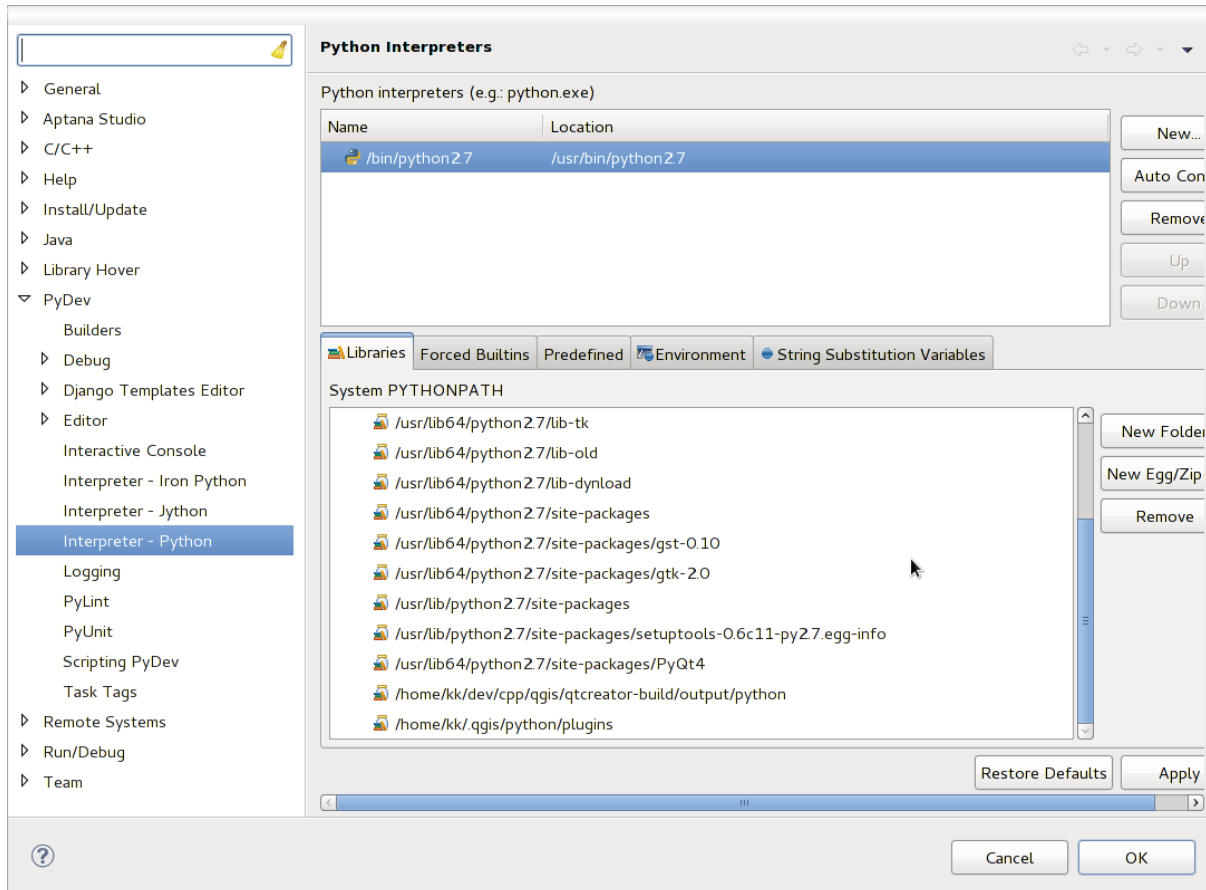 Python Interpreters
General
Aptana Studio
C/C++
Help
Install/Update
Java
Library Hover
PyDev
Builders
Debug
Django Templates Editor
Editor
Interactive Console
Interpreter - Iron Python
Interpreter - Jython
Interpreter - Python
Logging
PyLint
PyUnit
Scripting PyDev
Task Tags
Remote Systems
Run/Debug
Team
Python interpreters (e.g.: python.exe)
Name Location
/bin/python2.7 /usr/bin/python2.7
New...
Auto Con
Remove
Up
Down
Libraries Forced Builtins Predefined Environment String Substitution Variables
System PYTHONPATH
/usr/lib64/python2.7/lib-tk
/usr/lib64/python2.7/lib-old
/usr/lib64/python2.7/lib-dynload
/usr/lib64/python2.7/site-packages
/usr/lib64/python2.7/site-packages/gst-0.10
/usr/lib64/python2.7/site-packages/gtk-2.0
/usr/lib/python2.7/site-packages
/usr/lib/python2.7/site-packages/setuptools-0.6c11-py2.7.egg-info
/usr/lib64/python2.7/site-packages/PyQt4
/home/kk/dev/cpp/qgis/qtcreator-build/output/python
/home/kk/.qgis/python/plugins
New Folder
New Egg/Zip
Remove
Restore Defaults Apply
? Cancel OK